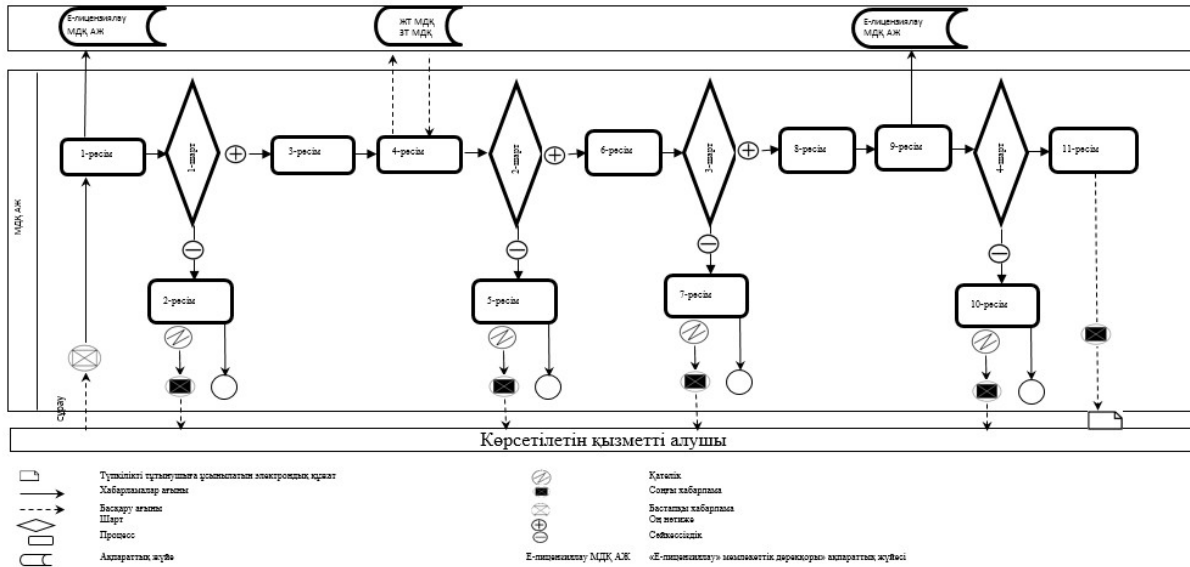 Е-лицензиялау
МДҚ АЖ
ЖТ МДҚ
ЗТ МДҚ
Е-лицензиялау
МДҚ АЖ
МДҚ АЖ
1-рәсім
1-шарт
3-рәсім
4-рәсім
2-шарт
6-рәсім
3-шарт
8-рәсім
9-рәсім
4-шарт
11-рәсім
2-рәсім
5-рәсім
7-рәсім
10-рәсім
сұрау
Көрсетілетін қызметті алушы
Түпкілікті тұтынушыға ұсынылатын электрондық құжат
Хабарламалар ағыны
Басқару ағыны
Шарт
Процесс
Ақпараттық жүйе
Қателік
Соңғы хабарлама
Бастапқы хабарлама
Оң нәтиже
Сәйкессіздік
Е-лицензиялау МДҚ АЖ «Е-лицензиялау» мемлекеттік дерекқоры» ақпараттық жүйесі